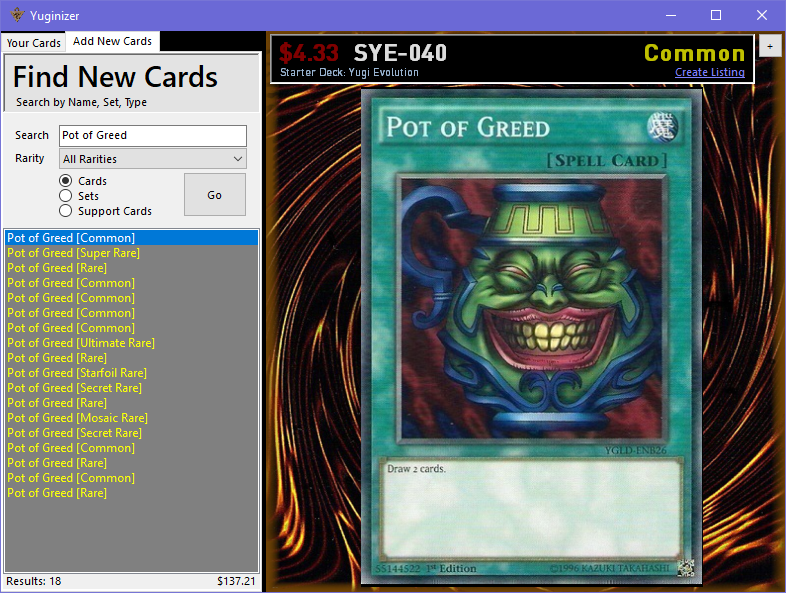 Yuginizer
Your Cards
Add New Cards
Find New Cards
Search by Name, Set, Type
Search
Pot of Greed
Rarity
All Rarities
Cards
Sets
Support Cards
Go
Pot of Greed [Common]
Pot of Greed [Super Rare]
Pot of Greed [Rare]
Pot of Greed [Common]
Pot of Greed [Common]
Pot of Greed [Common]
Pot of Greed [Common]
Pot of Greed [Ultimate Rare]
Pot of Greed [Rare]
Pot of Greed [Starfoil Rare]
Pot of Greed [Secret Rare]
Pot of Greed [Rare]
Pot of Greed [Mosaic Rare]
Pot of Greed [Secret Rare]
Pot of Greed [Common]
Pot of Greed [Rare]
Pot of Greed [Common]
Pot of Greed [Rare]
Results: 18
$137.21
$4.33 SYE-040
Common
Starter Deck: Yugi Evolution
Create Listing
+
POT OF GREED
魔
[SPELL CARD]
YGLD-ENB26
Draw 2 cards.
55144522 1st Edition
©1996 KAZUKI TAKAHASHI